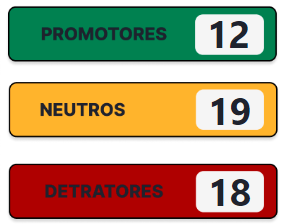 PROMOTORES 12
NEUTROS 19
DETRATORES 18